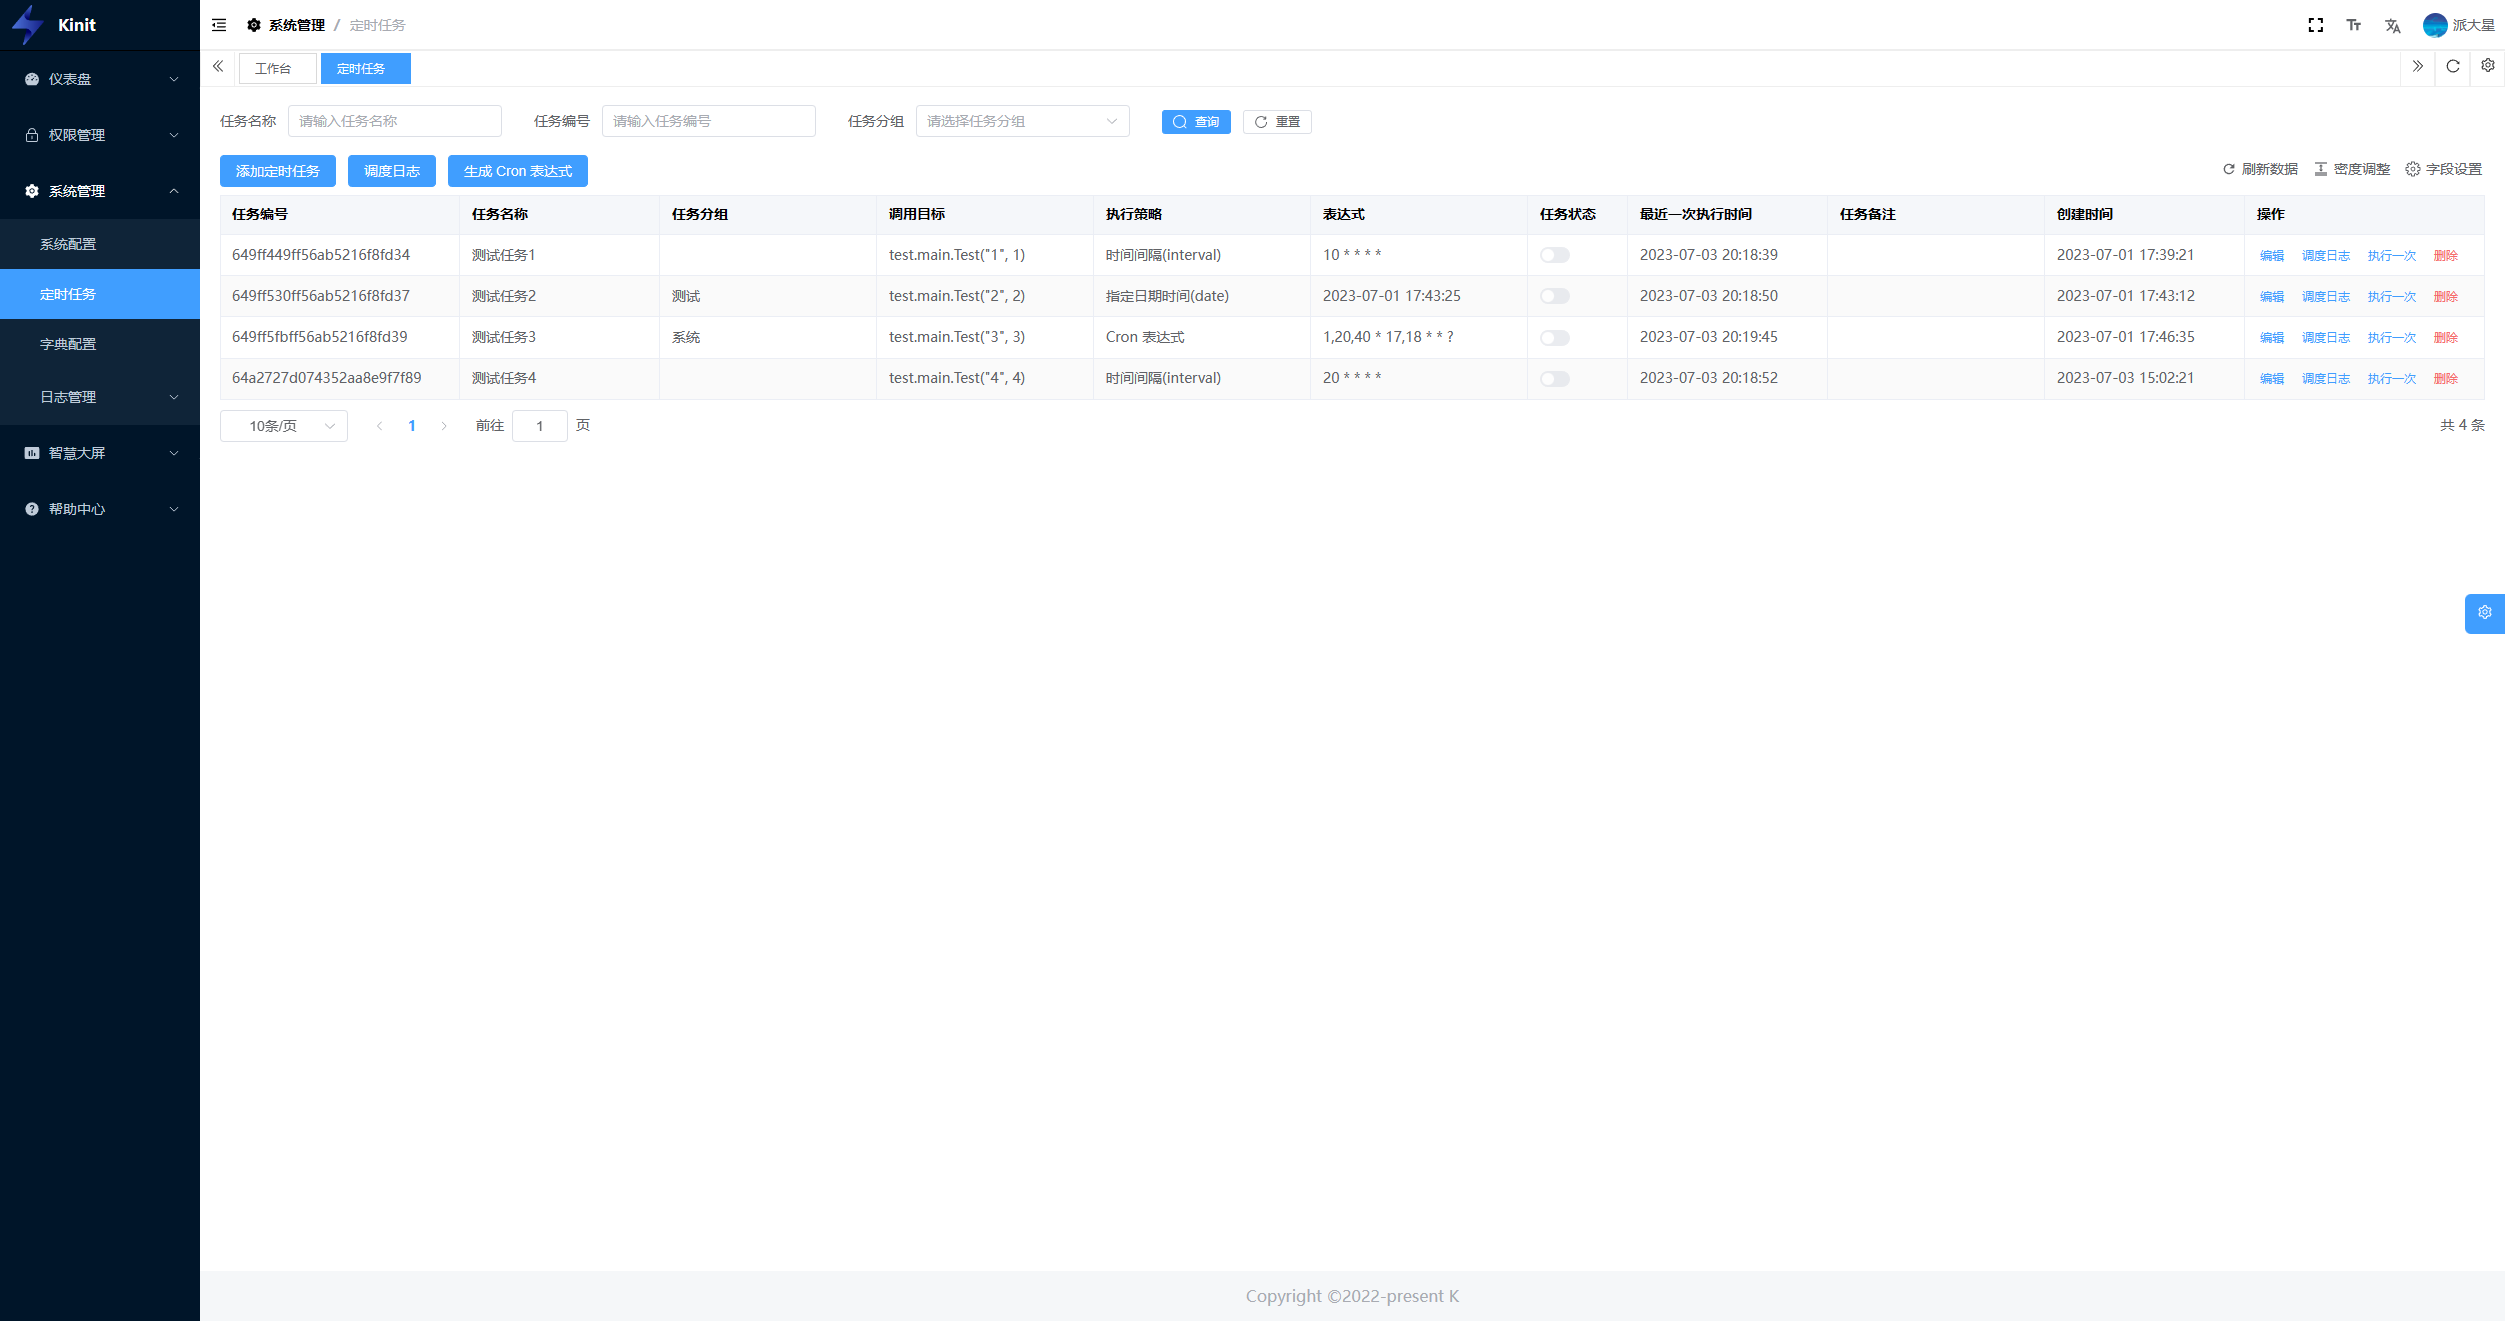 Kinit
系统管理 / 定时任务
派大星
仪表盘
权限管理
系统管理
系统配置
定时任务
字典配置
日志管理
智慧大屏
帮助中心
工作台 定时任务
任务名称 请输入任务名称 任务编号 请输入任务编号 任务分组 请选择任务分组 查询 重置
添加定时任务 调度日志 生成 Cron 表达式 刷新数据 密度调整 字段设置
任务编号 任务名称 任务分组 调用目标 执行策略 表达式 任务状态 最近一次执行时间 任务备注 创建时间 操作
649ff449ff56ab5216f8fd34 测试任务1 test.main.Test("1", 1) 时间间隔(interval) 10 * * * * 2023-07-03 20:18:39 2023-07-01 17:39:21 编辑 调度日志 执行一次 删除
649ff530ff56ab5216f8fd37 测试任务2 测试 test.main.Test("2", 2) 指定日期时间(date) 2023-07-01 17:43:25 2023-07-03 20:18:50 2023-07-01 17:43:12 编辑 调度日志 执行一次 删除
649ff5fbff56ab5216f8fd39 测试任务3 系统 test.main.Test("3", 3) Cron 表达式 1,20,40 * 17,18 * * ? 2023-07-03 20:19:45 2023-07-01 17:46:35 编辑 调度日志 执行一次 删除
64a2727d074352aa8e9f7f89 测试任务4 test.main.Test("4", 4) 时间间隔(interval) 20 * * * * 2023-07-03 20:18:52 2023-07-03 15:02:21 编辑 调度日志 执行一次 删除
10条/页 1 前往 1 页 共 4 条
Copyright ©2022-present K